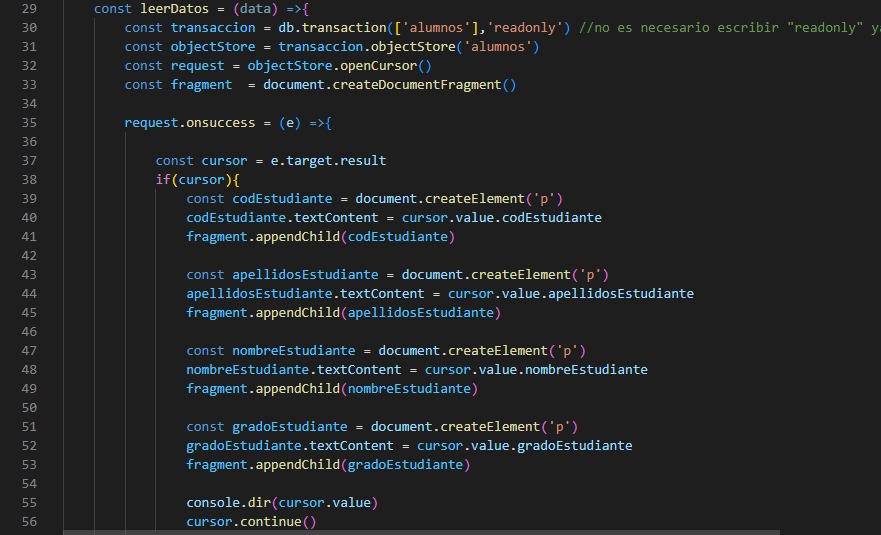 29 const leerDatos = (data) =>{
30 const transaccion = db.transaction(['alumnos'],'readonly') //no es necesario escribir "readonly" ya
31 const objectStore = transaccion.objectStore('alumnos')
32 const request = objectStore.openCursor()
33 const fragment  = document.createDocumentFragment()
34
35 request.onsuccess = (e) =>{
36
37 const cursor = e.target.result
38 if(cursor){
39 const codEstudiante = document.createElement('p')
40 codEstudiante.textContent = cursor.value.codEstudiante
41 fragment.appendChild(codEstudiante)
42
43 const apellidosEstudiante = document.createElement('p')
44 apellidosEstudiante.textContent = cursor.value.apellidosEstudiante
45 fragment.appendChild(apellidosEstudiante)
46
47 const nombreEstudiante = document.createElement('p')
48 nombreEstudiante.textContent = cursor.value.nombreEstudiante
49 fragment.appendChild(nombreEstudiante)
50
51 const gradoEstudiante = document.createElement('p')
52 gradoEstudiante.textContent = cursor.value.gradoEstudiante
53 fragment.appendChild(gradoEstudiante)
54
55 console.dir(cursor.value)
56 cursor.continue()